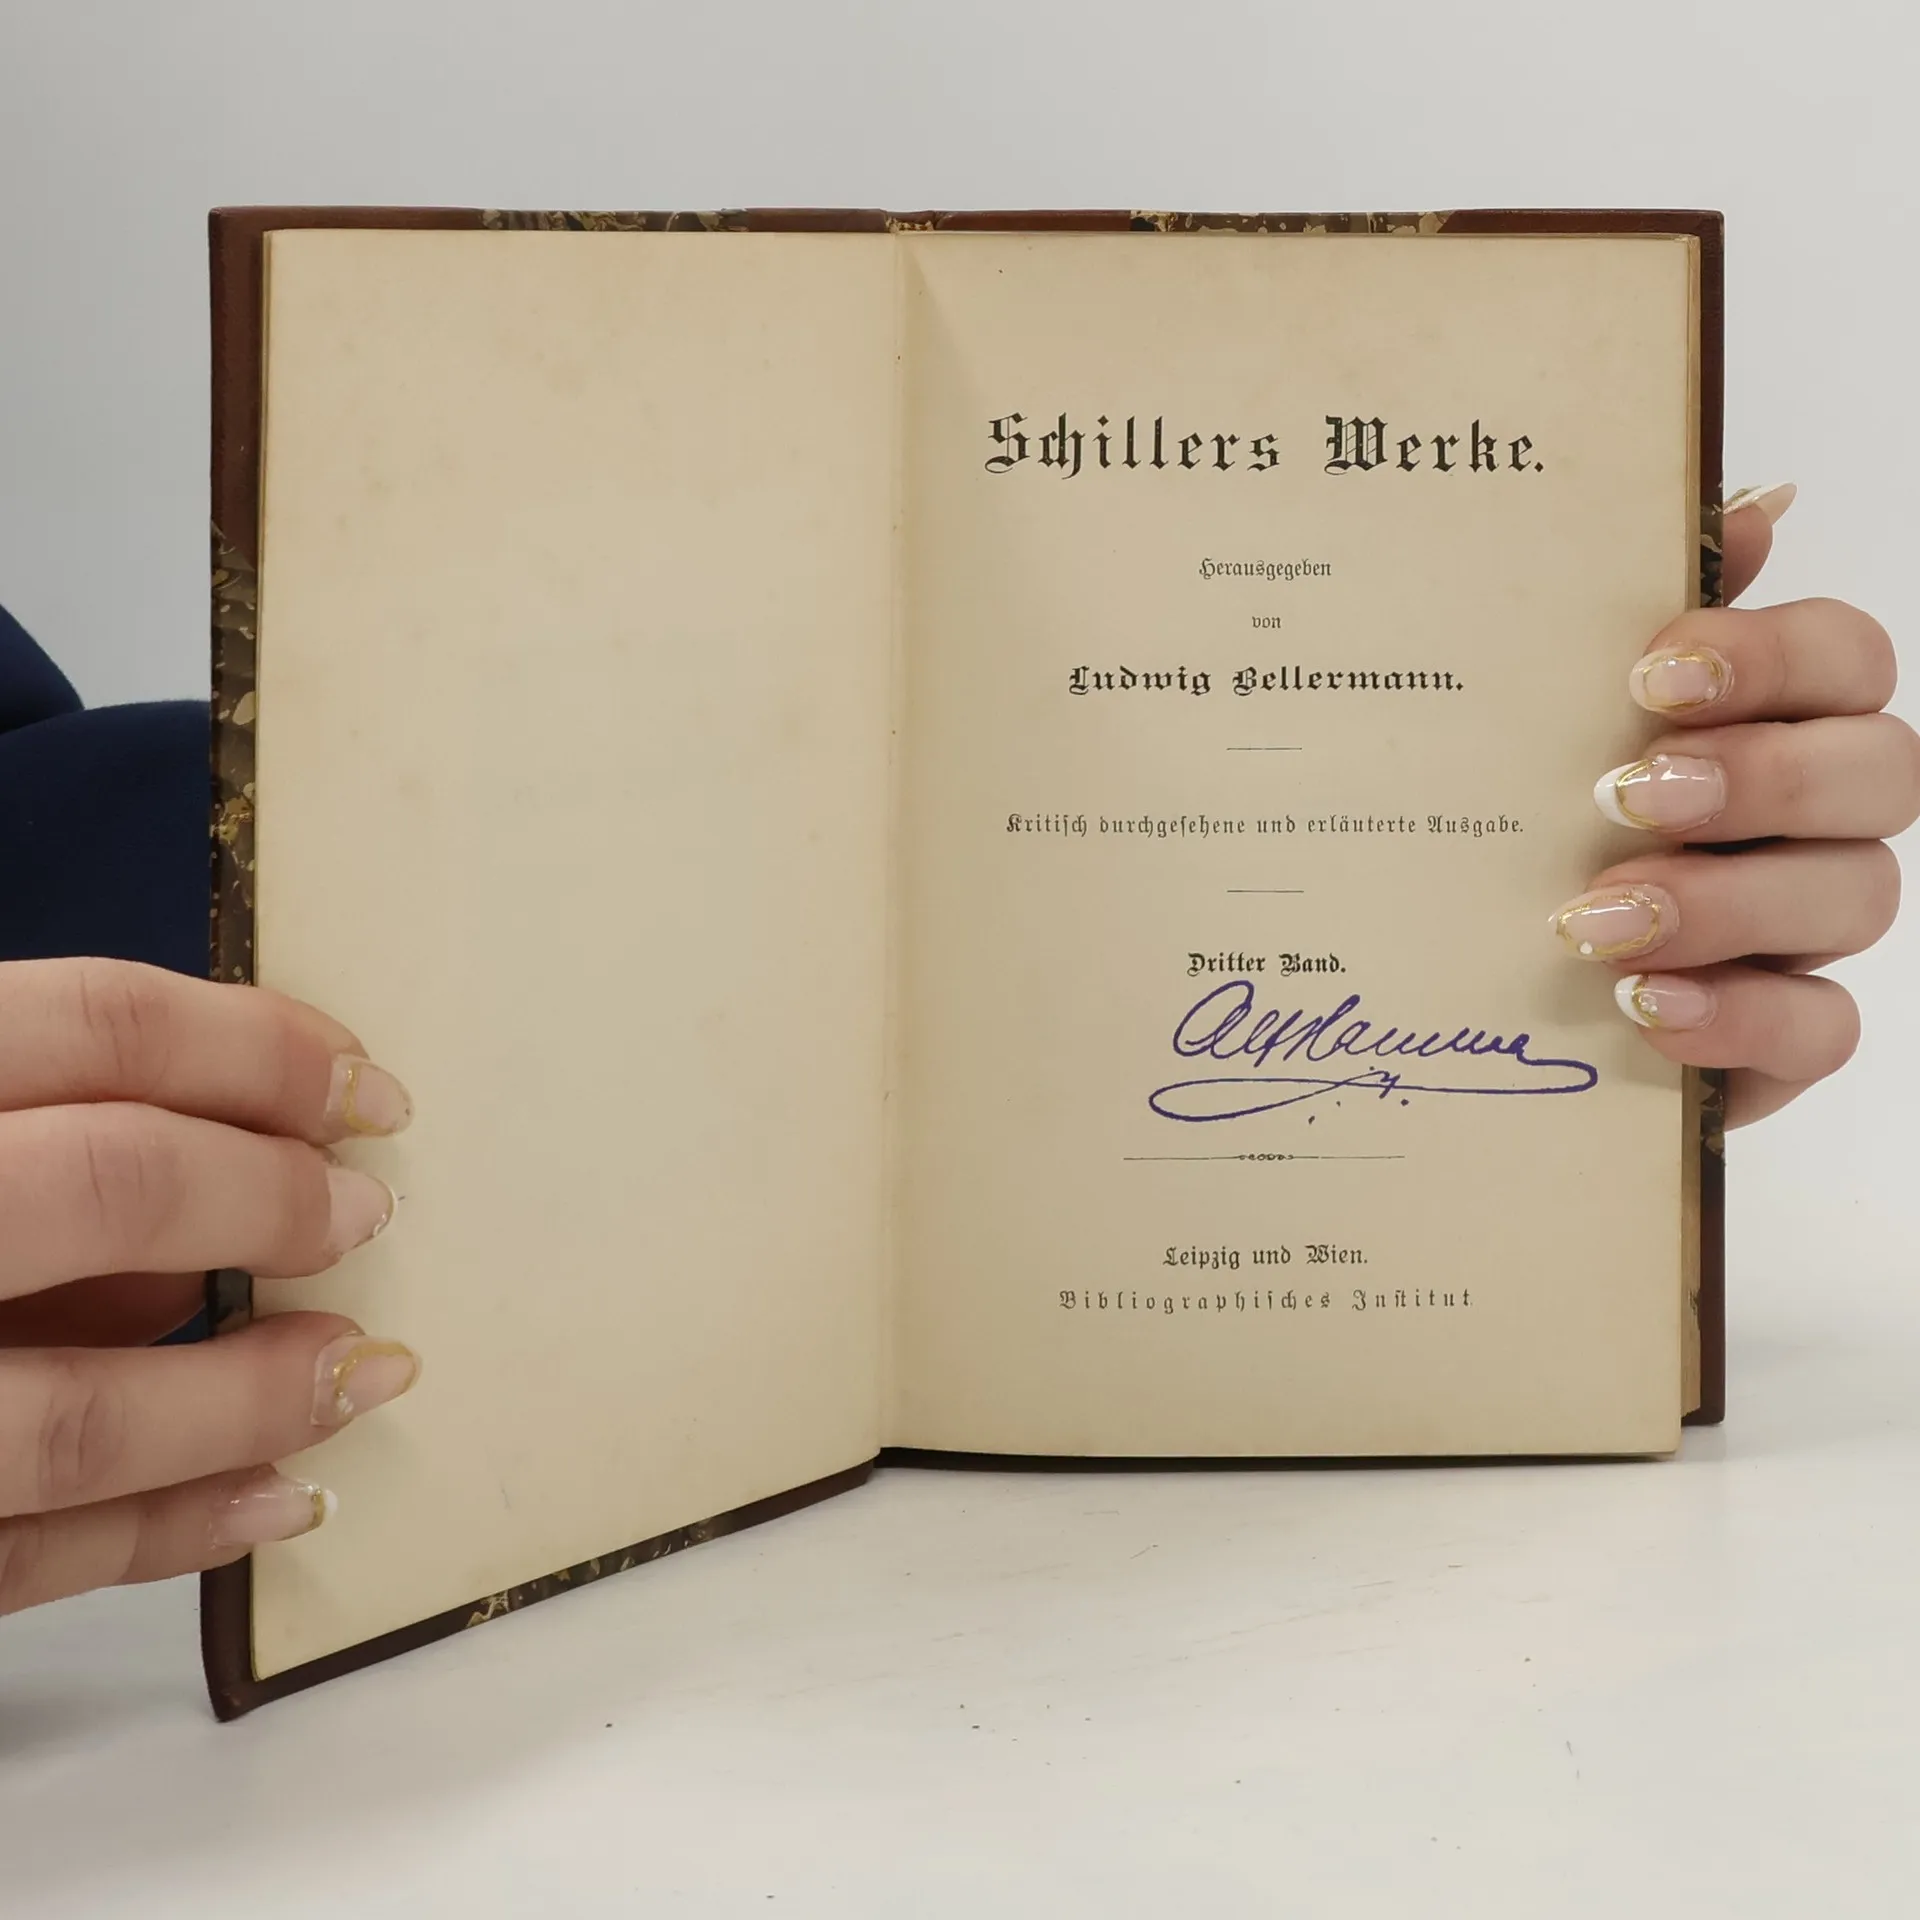 Schillers Werke.
Herausgegeben
von
Ludwig Bellermann.
Kritiſch durchgeſehene und erläuterte Ausgabe.
Dritter Band.
Leipzig und Wien.
Bibliographiſches Inſtitut.